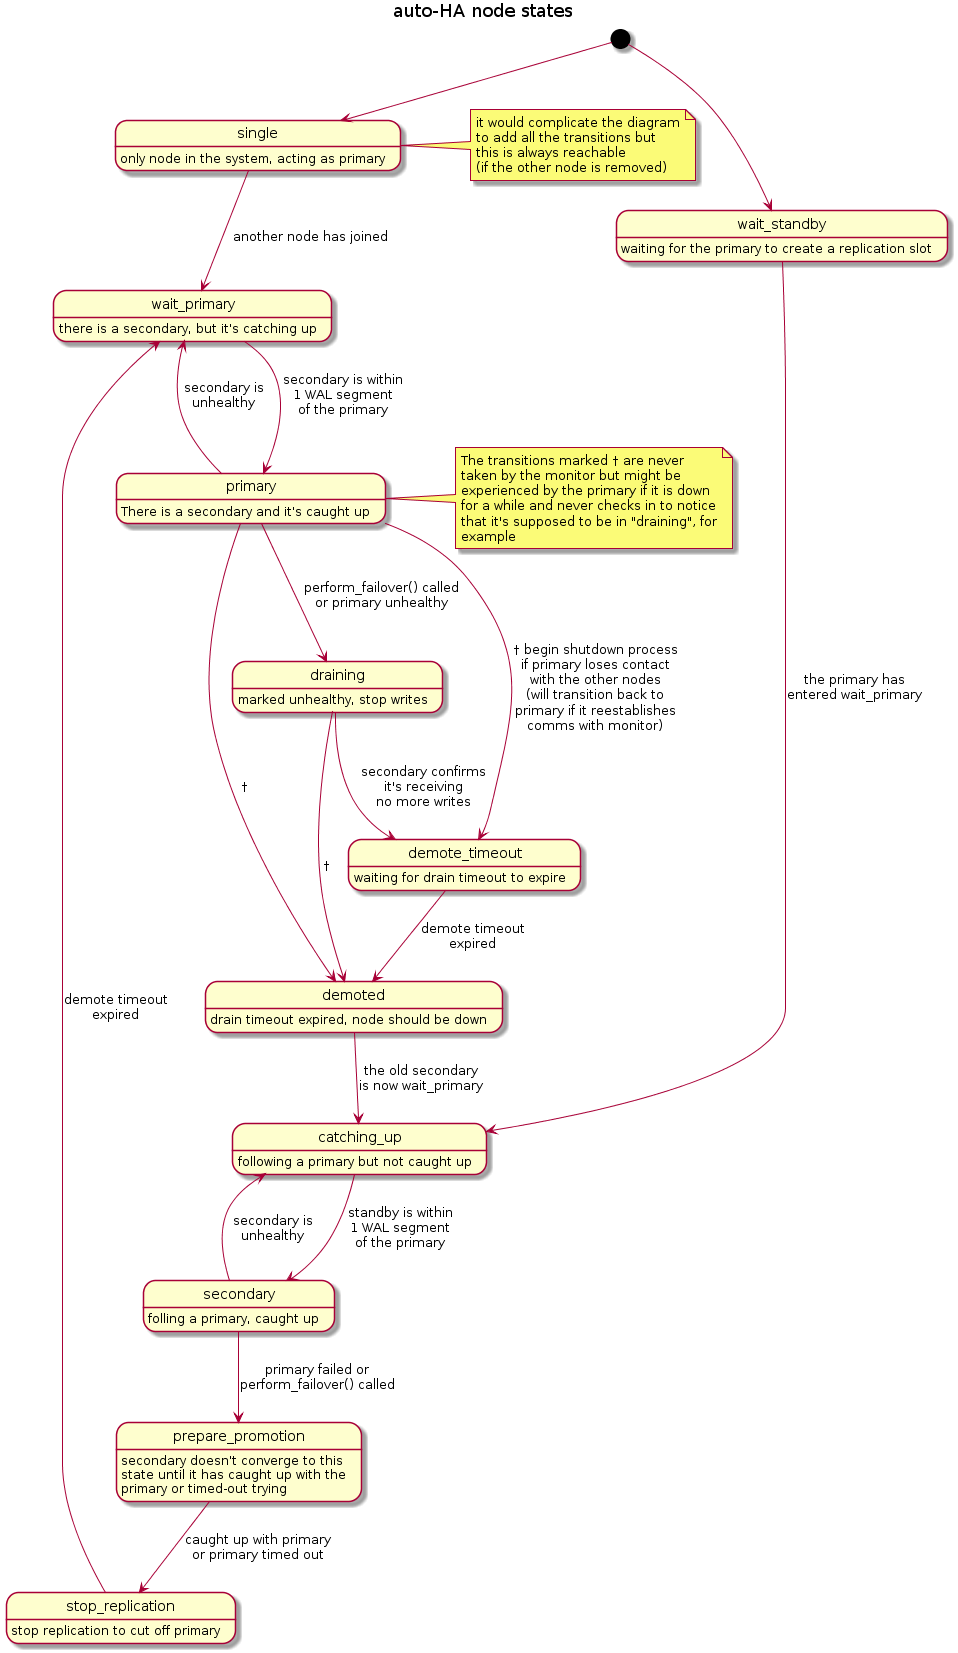 auto-HA node states
single
only node in the system, acting as primary
it would complicate the diagram
to add all the transitions but
this is always reachable
(if the other node is removed)
wait_standby
waiting for the primary to create a replication slot
another node has joined
wait_primary
there is a secondary, but it's catching up
secondary is
unhealthy
secondary is within
1 WAL segment
of the primary
primary
There is a secondary and it's caught up
The transitions marked † are never
taken by the monitor but might be
experienced by the primary if it is down
for a while and never checks in to notice
that it's supposed to be in "draining", for
example
perform_failover() called
or primary unhealthy
† begin shutdown process
if primary loses contact
with the other nodes
(will transition back to
primary if it reestablishes
comms with monitor)
draining
marked unhealthy, stop writes
the primary has
entered wait_primary
secondary confirms
it's receiving
no more writes
†
†
demote_timeout
waiting for drain timeout to expire
demote timeout
expired
demoted
drain timeout expired, node should be down
demote timeout
expired
the old secondary
is now wait_primary
catching_up
following a primary but not caught up
secondary is
unhealthy
standby is within
1 WAL segment
of the primary
secondary
folling a primary, caught up
primary failed or
perform_failover() called
prepare_promotion
secondary doesn't converge to this
state until it has caught up with the
primary or timed-out trying
caught up with primary
or primary timed out
stop_replication
stop replication to cut off primary